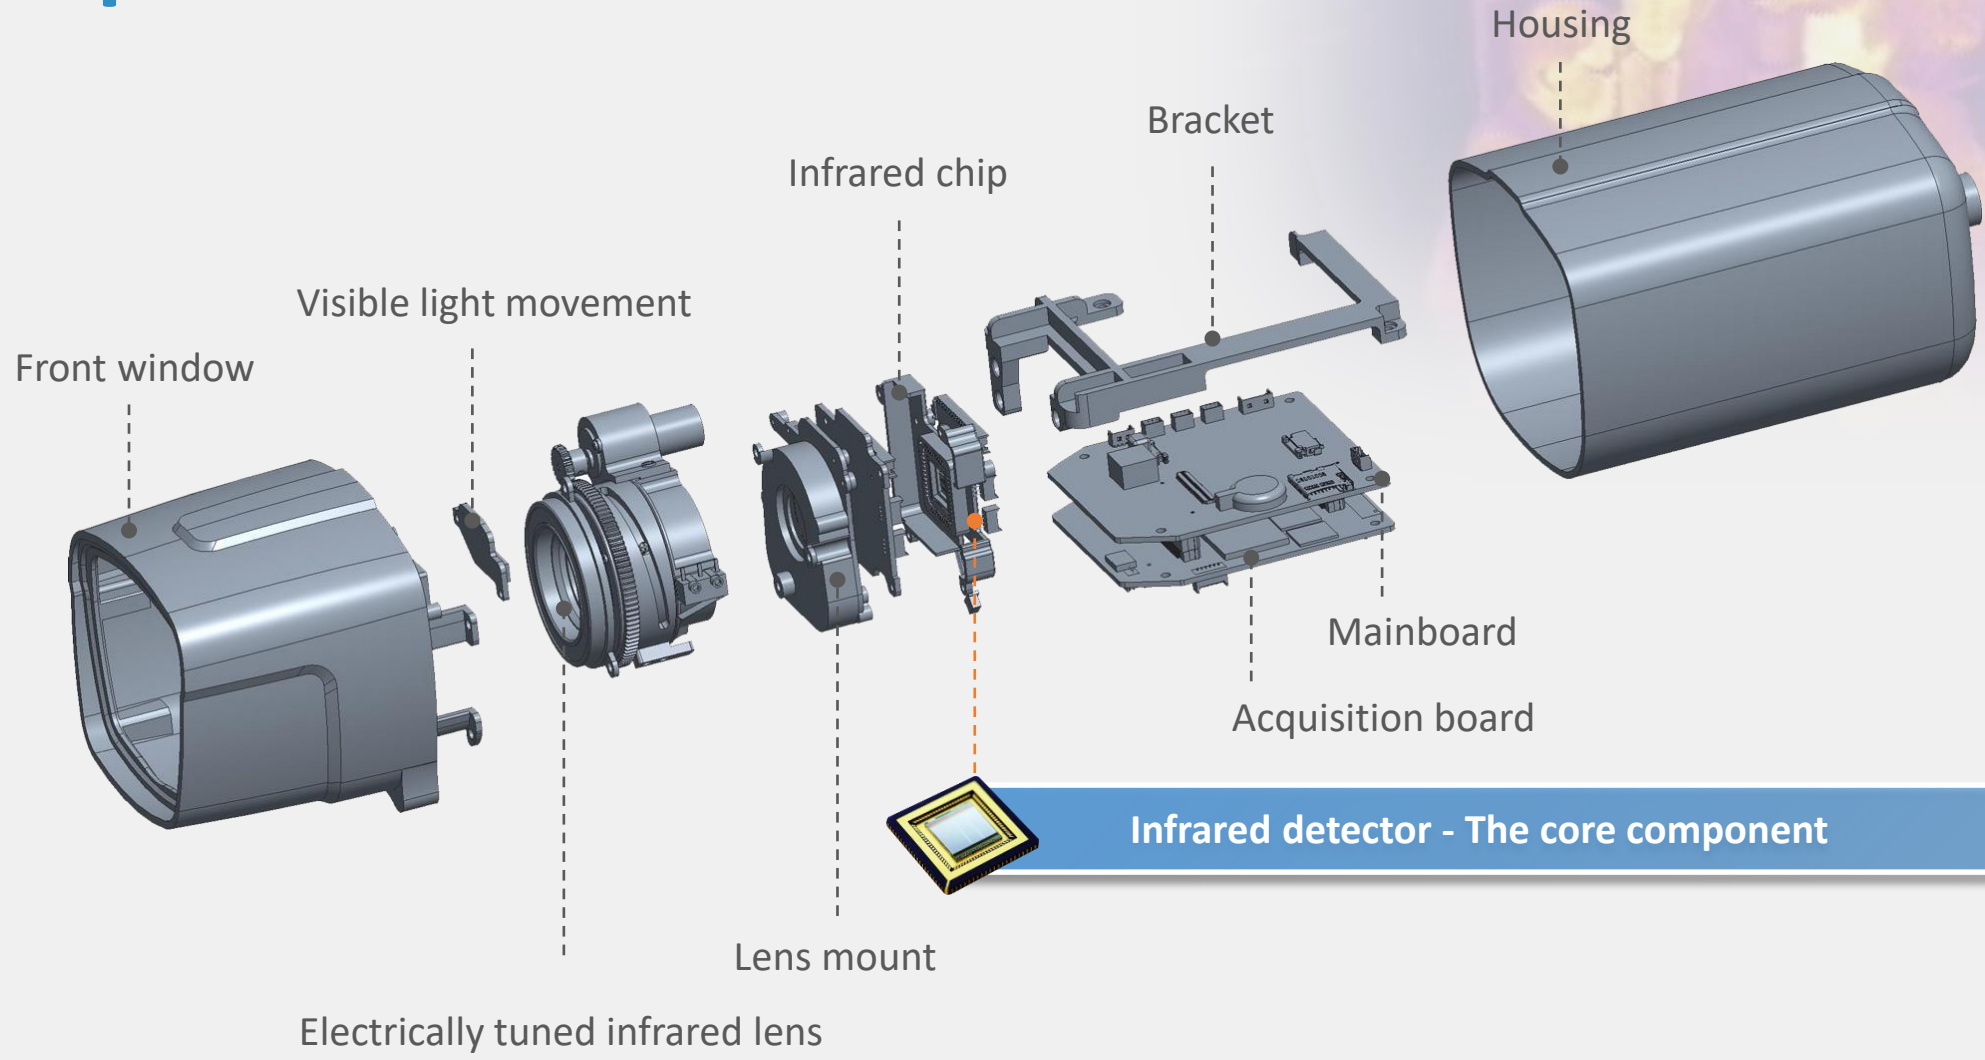 Housing
Bracket
Infrared chip
Visible light movement
Front window
Mainboard
Acquisition board
Infrared detector - The core component
Lens mount
Electrically tuned infrared lens